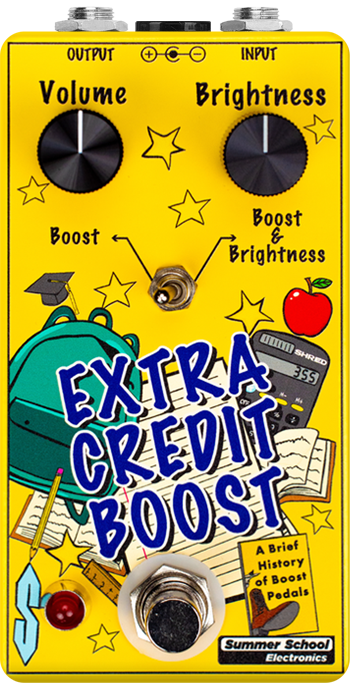 OUTPUT
INPUT
Volume
Brightness
Boost
Boost
&
Brightness
SHRED
355
EXTRA
CREDIT
BOOST
A Brief
History
of Boost
Pedals
Summer School
Electronics